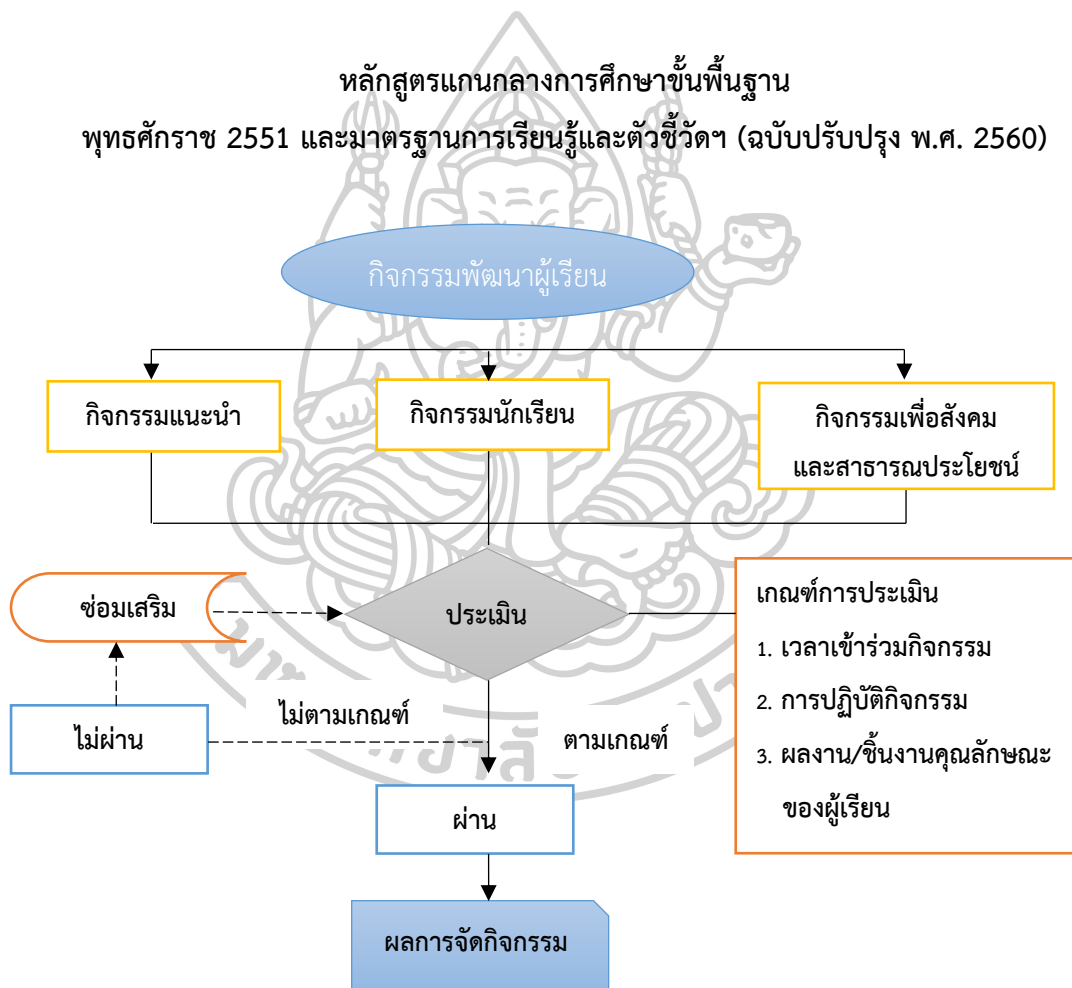 หลักสูตรแกนกลางการศึกษาขั้นพื้นฐาน
พุทธศักราช 2551 และมาตรฐานการเรียนรู้และตัวชี้วัดฯ (ฉบับปรับปรุง พ.ศ. 2560)
กิจกรรมพัฒนาผู้เรียน
กิจกรรมแนะนำ
กิจกรรมนักเรียน
กิจกรรมเพื่อสังคม
และสาธารณประโยชน์
ซ่อมเสริม
ประเมิน
เกณฑ์การประเมิน
1. เวลาเข้าร่วมกิจกรรม
2. การปฏิบัติกิจกรรม
3. ผลงาน/ชิ้นงานคุณลักษณะ
ของผู้เรียน
ไม่ผ่าน
ไม่ตามเกณฑ์
ตามเกณฑ์
ผ่าน
ผลการจัดกิจกรรม